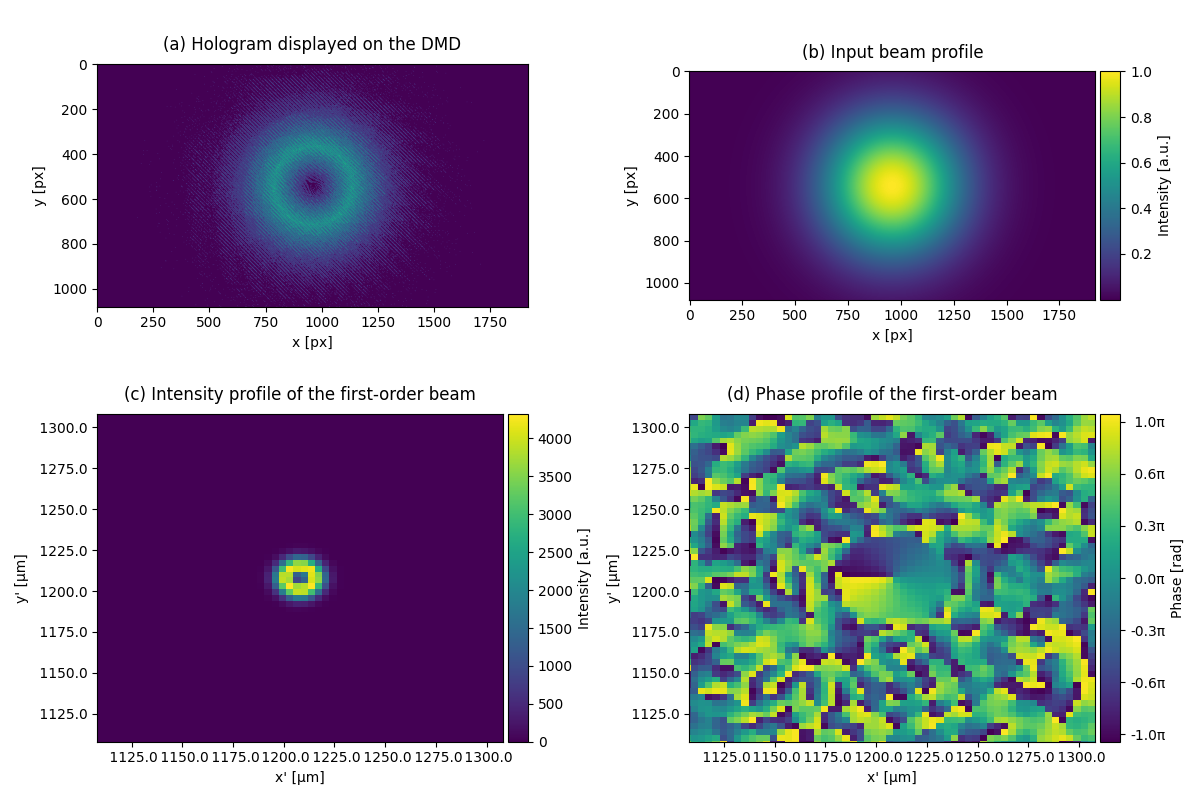 (a) Hologram displayed on the DMD
0
200
400
600
800
1000
y [px]
0 250 500 750 1000 1250 1500 1750
x [px]
(b) Input beam profile
0
200
400
600
800
1000
y [px]
0 250 500 750 1000 1250 1500 1750
x [px]
1.0
0.8
0.6
0.4
0.2
Intensity [a.u.]
(c) Intensity profile of the first-order beam
1300.0
1275.0
1250.0
1225.0
1200.0
1175.0
1150.0
1125.0
y' [μm]
1125.0 1150.0 1175.0 1200.0 1225.0 1250.0 1275.0 1300.0
x' [μm]
4000
3500
3000
2500
2000
1500
1000
500
0
Intensity [a.u.]
(d) Phase profile of the first-order beam
1300.0
1275.0
1250.0
1225.0
1200.0
1175.0
1150.0
1125.0
y' [μm]
1125.0 1150.0 1175.0 1200.0 1225.0 1250.0 1275.0 1300.0
x' [μm]
1.0π
0.6π
0.3π
0.0π
-0.3π
-0.6π
-1.0π
Phase [rad]